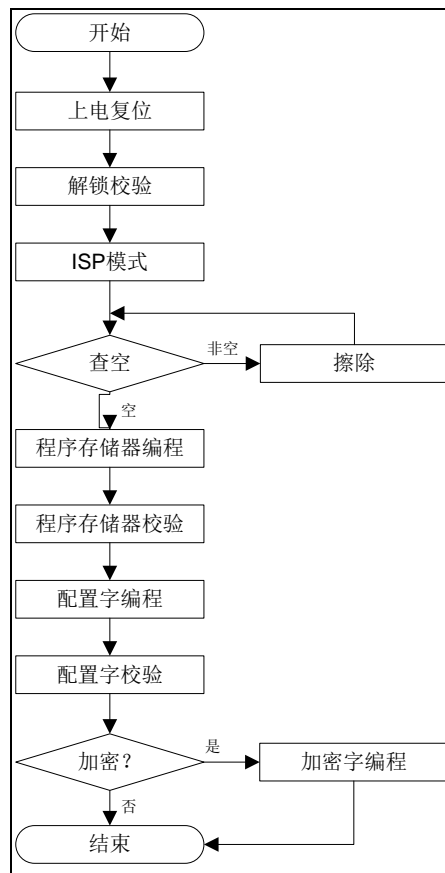 开始
上电复位
解锁校验
ISP模式
查空
非空
擦除
空
程序存储器编程
程序存储器校验
配置字编程
配置字校验
加密?
是
加密字编程
否
结束